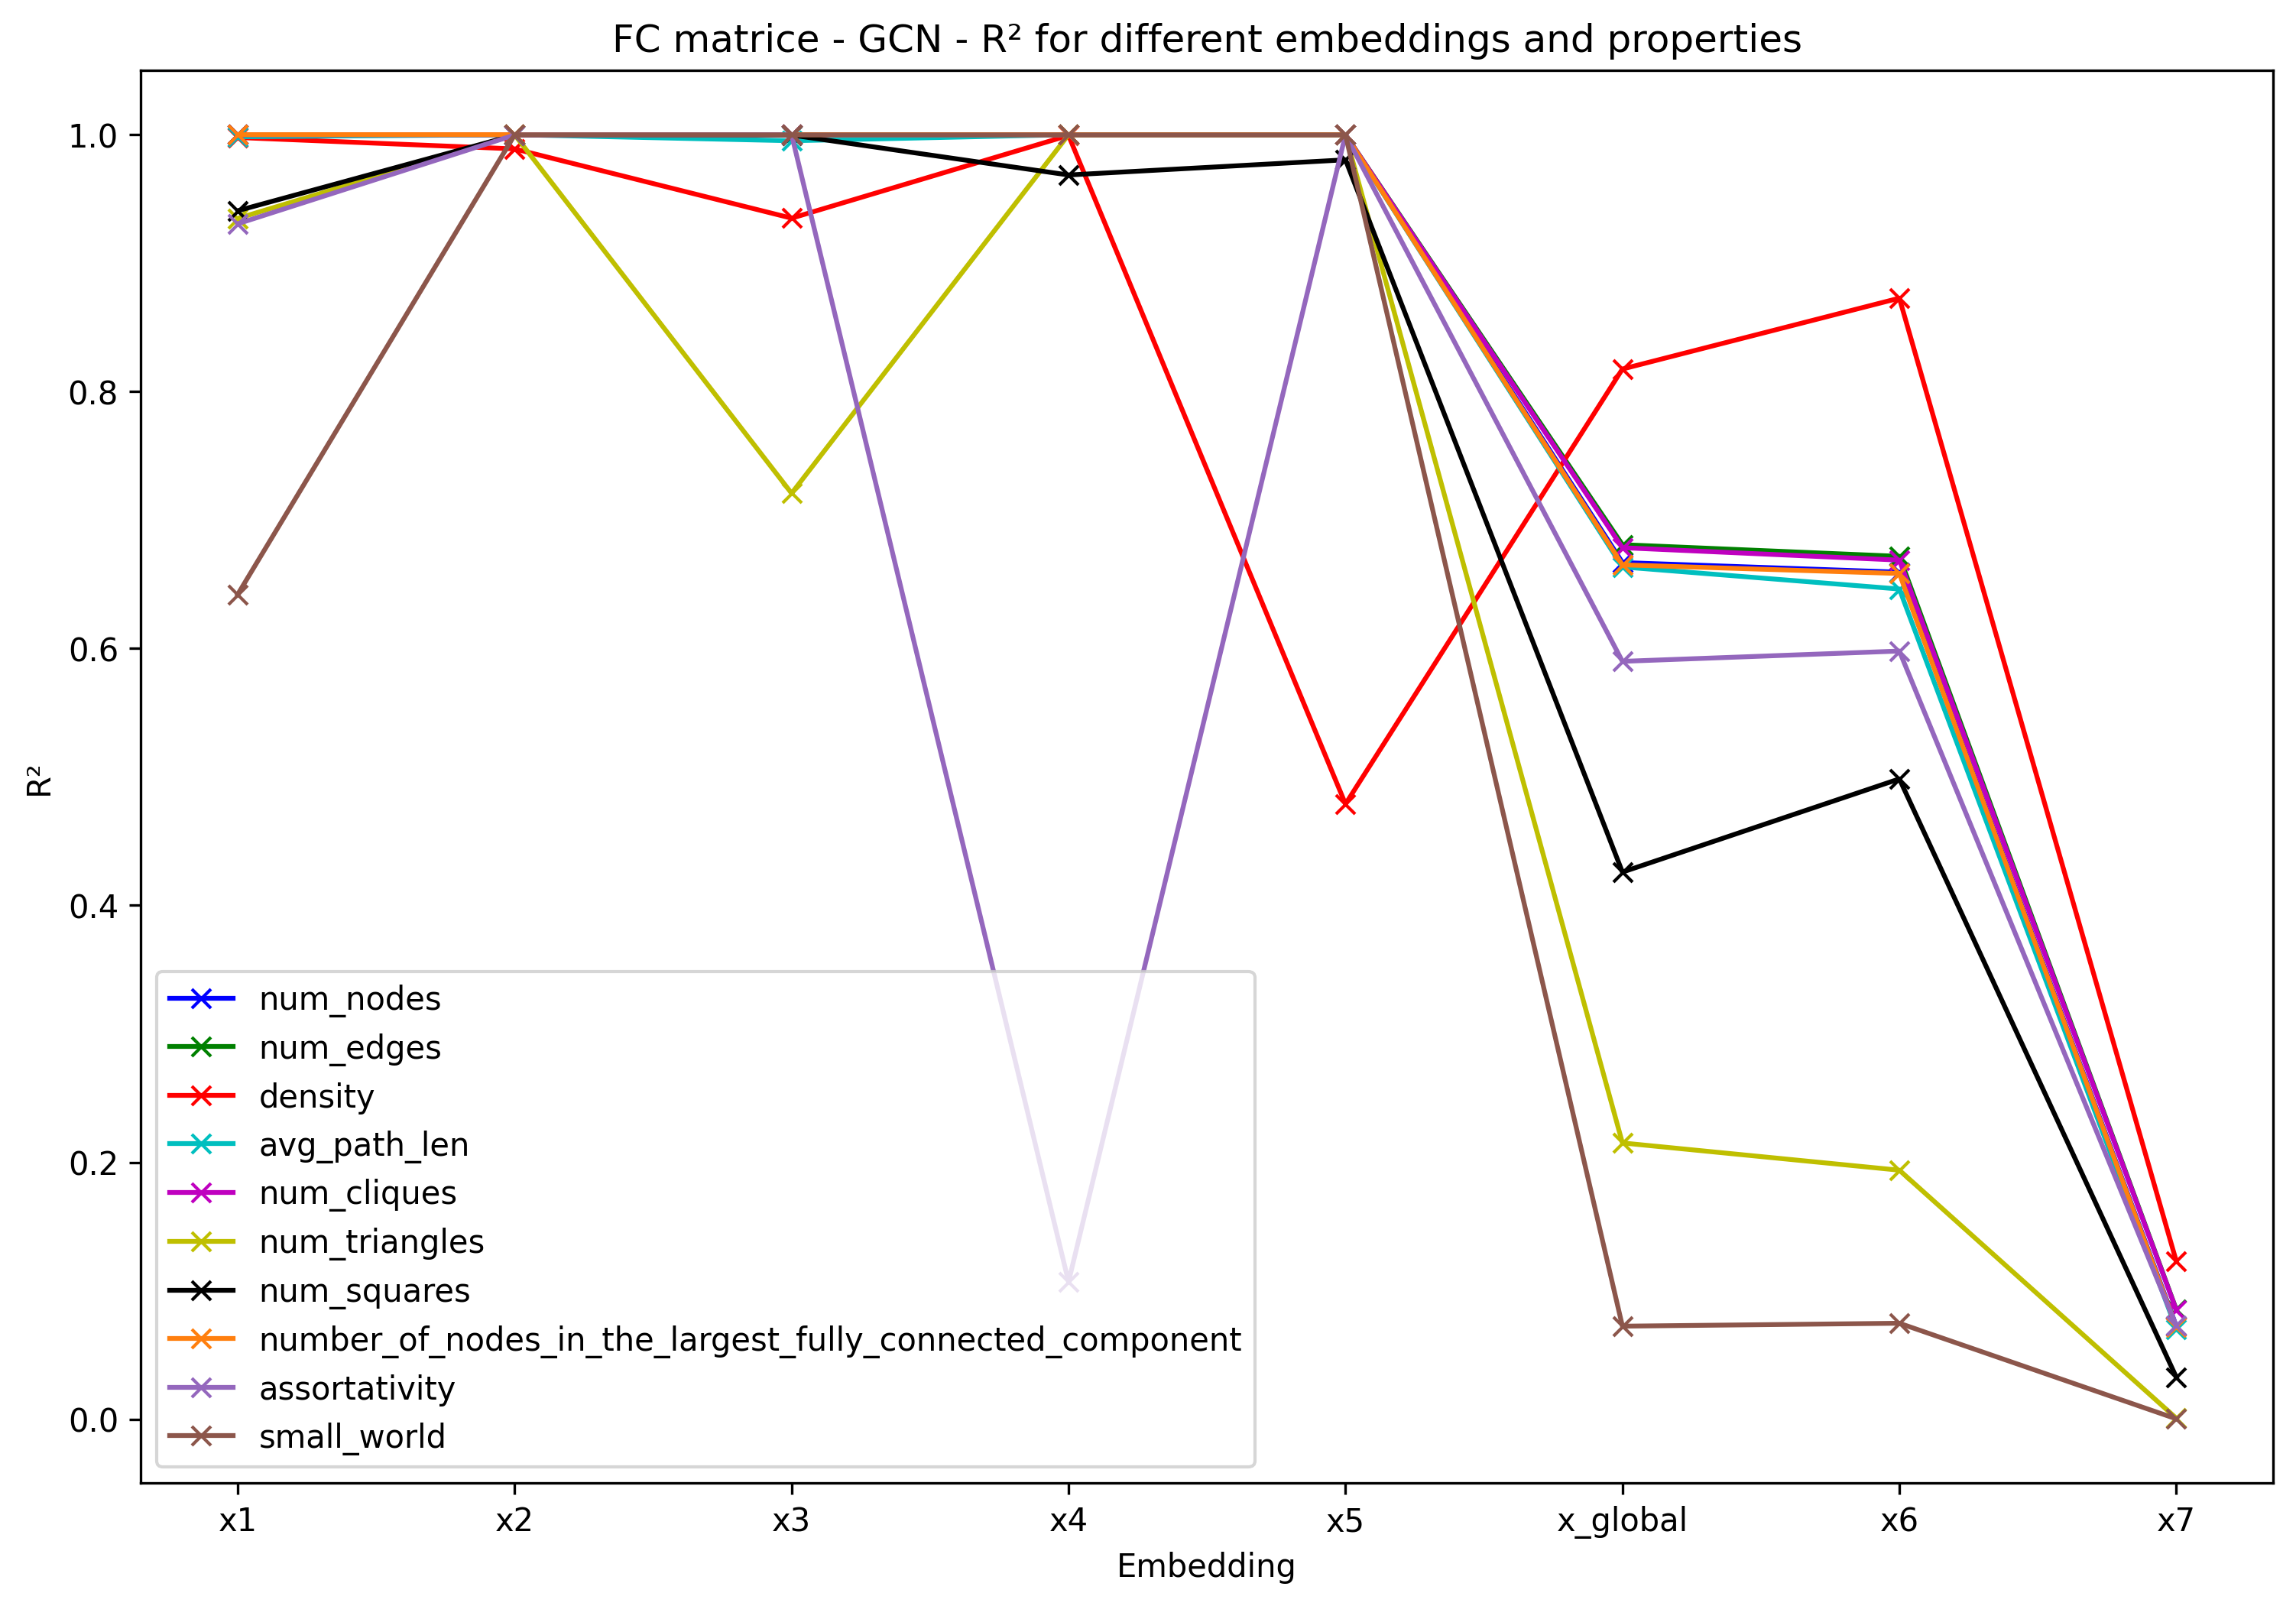 FC matrice - GCN - R² for different embeddings and properties
1.0
0.8
0.6
0.4
0.2
0.0
R²
num_nodes
num_edges
density
avg_path_len
num_cliques
num_triangles
num_squares
number_of_nodes_in_the_largest_fully_connected_component
assortativity
small_world
x1 x2 x3 x4 x5 x_global x6 x7
Embedding